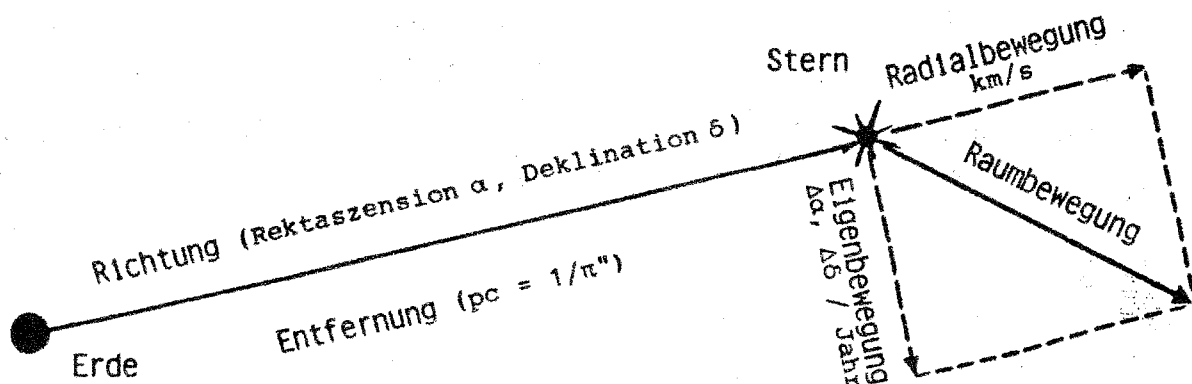 Stern
Radialbewegung
km/s
Richtung (Rektaszension α, Deklination δ)
Raumbewegung
Eigenbewegung
Δα, Δδ / Jahr
Entfernung (pc = 1/π")
Erde